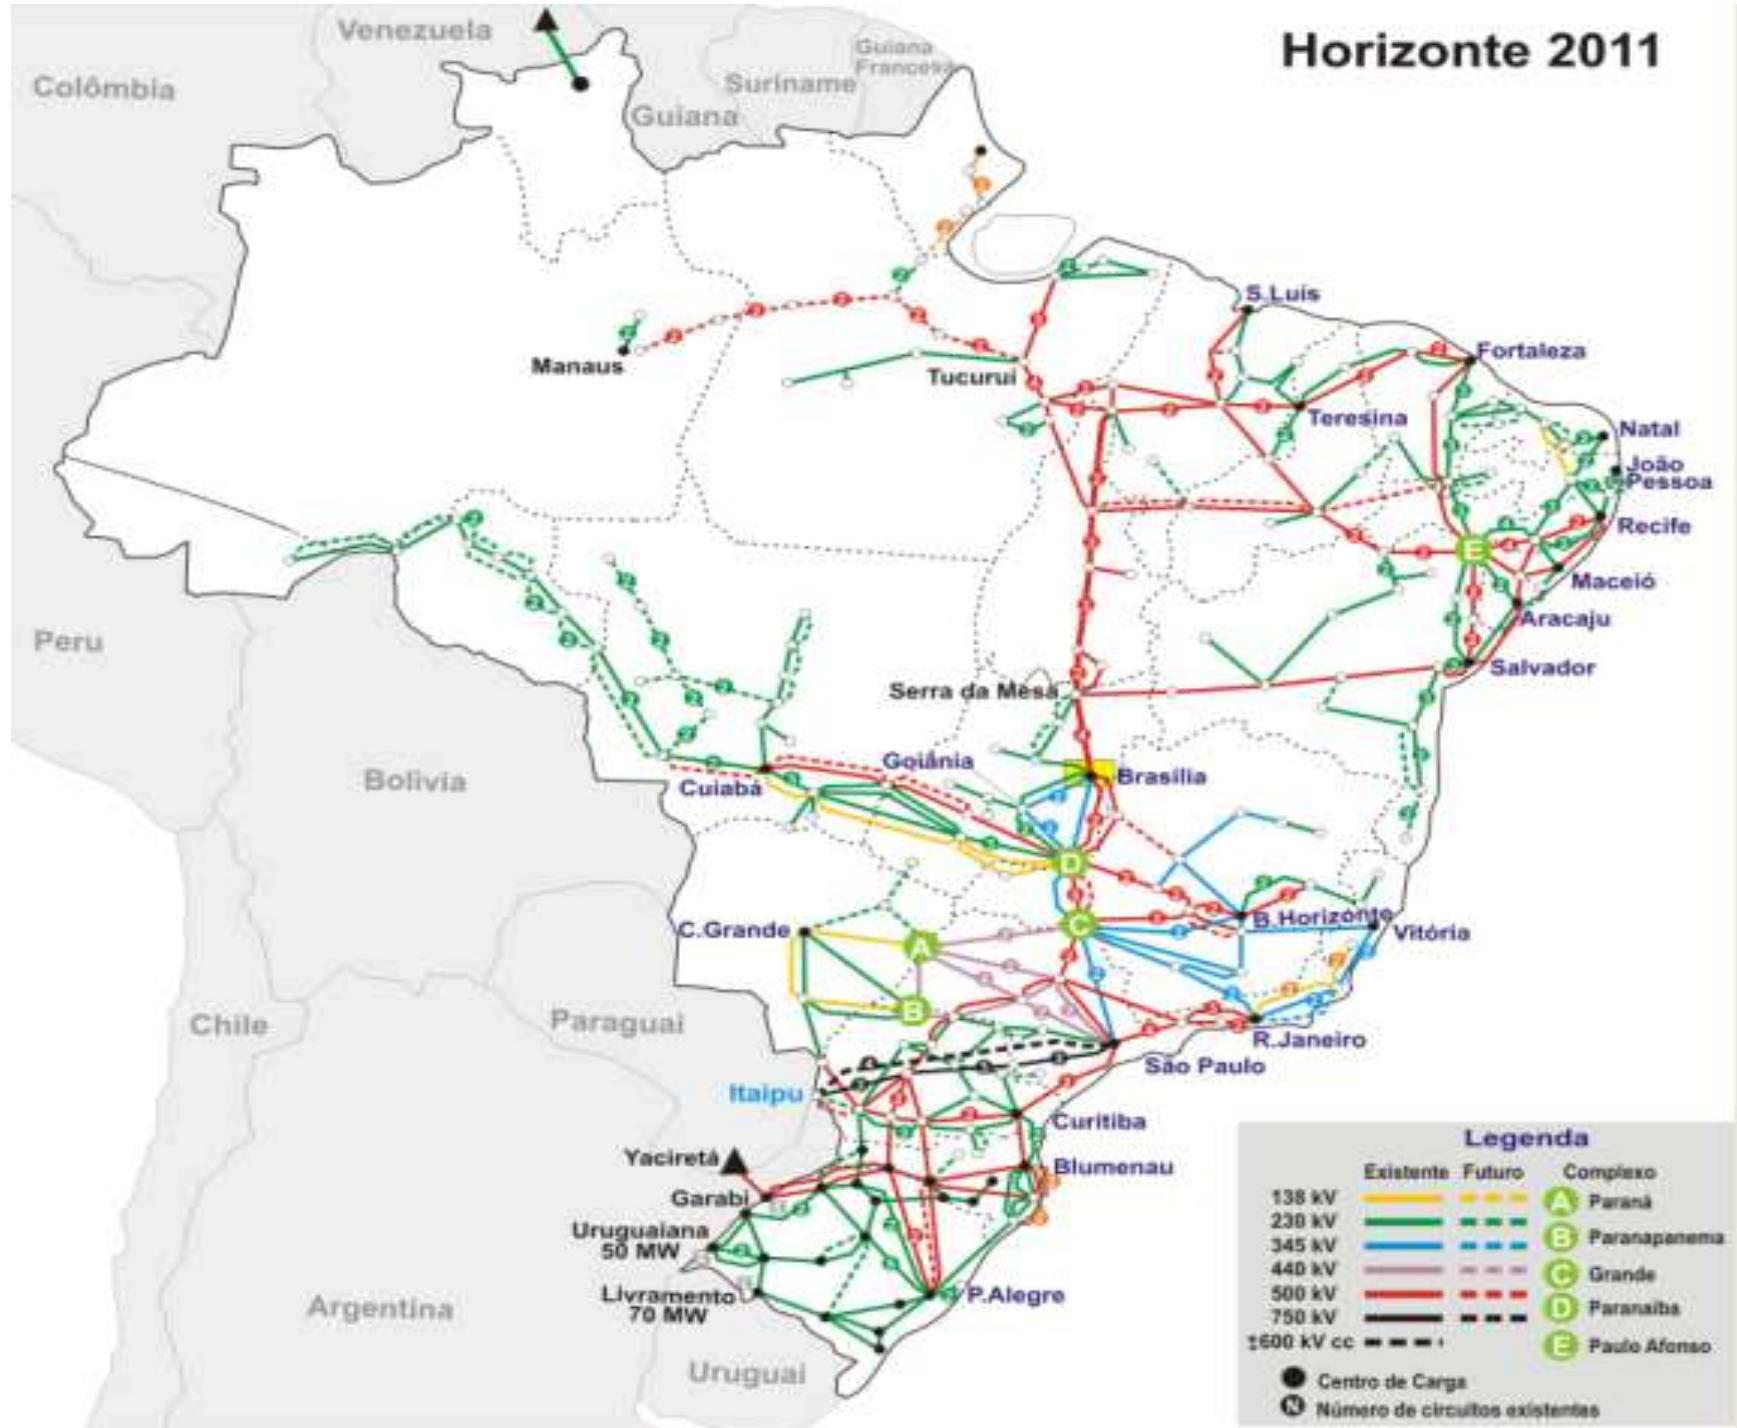 Horizonte 2011
Venezuela
Colômbia
Guiana
Francesa
Suriname
Guiana
S.Luis
Manaus
Tucuruí
Fortaleza
Teresina
Natal
João
Pessoa
Recife
E
Maceió
Aracaju
Peru
Salvador
Serra da Mesa
Bolivia
Goiânia
Brasília
Cuiabá
D
C.Grande
A
C
B.Horizonte
Vitória
B
Chile
Paraguai
R.Janeiro
São Paulo
Itaipu
Curitiba
Yaciretá
Blumenau
Garabi
Uruguaiana
50 MW
Livramento
70 MW
P.Alegre
Argentina
Uruguai
Legenda
Existente Futuro Complexo
138 kV A Paraná
230 kV
345 kV B Paranapanema
440 kV C Grande
500 kV D Paranaiba
750 kV
±600 kV cc E Paulo Afonso
Centro de Carga
N Número de circuitos existentes